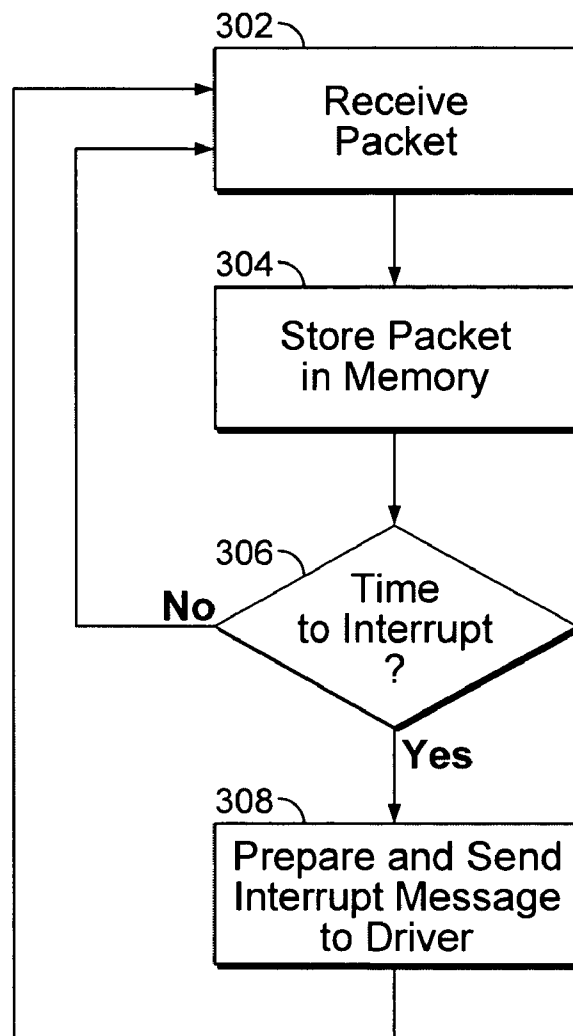 302
Receive
Packet
304
Store Packet
in Memory
306
Time
to Interrupt
?
No
Yes
308
Prepare and Send
Interrupt Message
to Driver